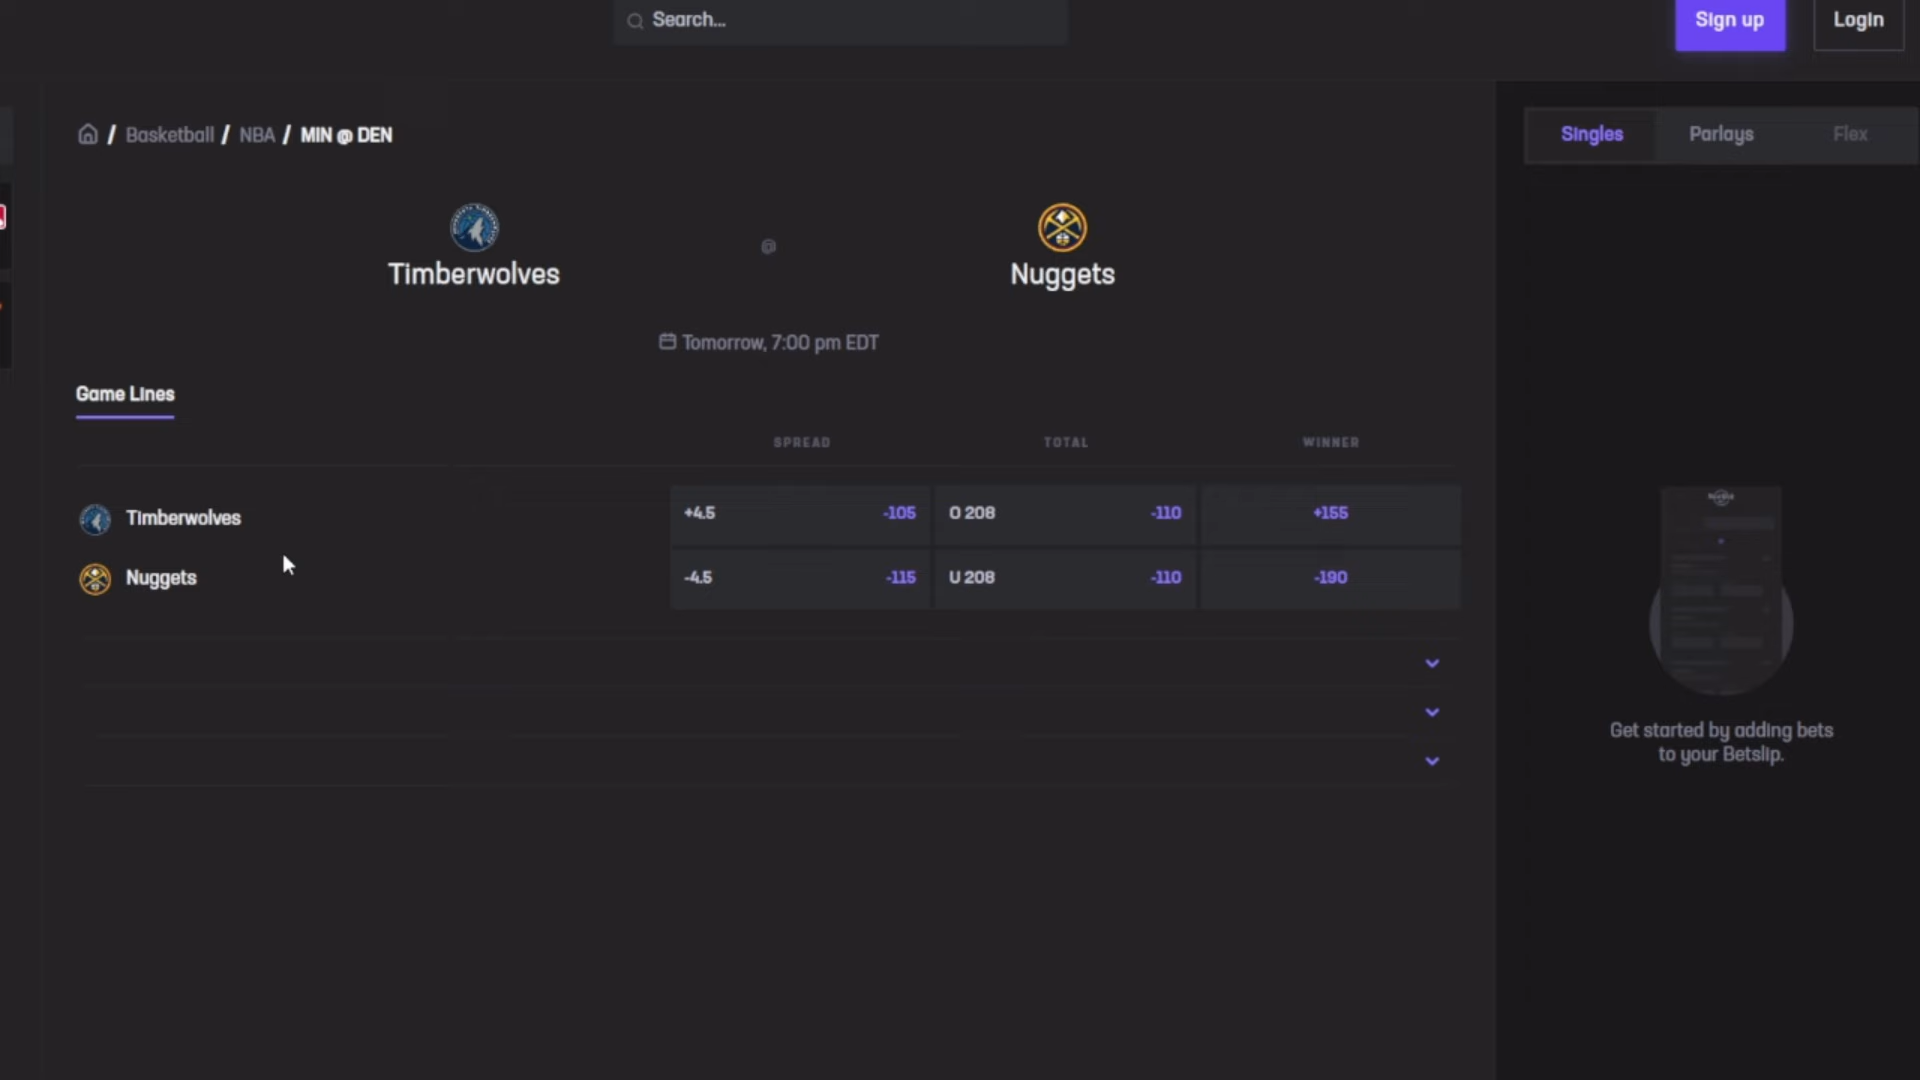 Search...
Sign up
Login
/ Basketball / NBA / MIN @ DEN
Singles
Parlays
Flex
@
Timberwolves
Nuggets
Tomorrow, 7:00 pm EDT
Game Lines
SPREAD
TOTAL
WINNER
Timberwolves
+4.5 -105
O 208 -110
+155
Nuggets
-4.5 -115
U 208 -110
-190
Get started by adding bets
to your Betslip.